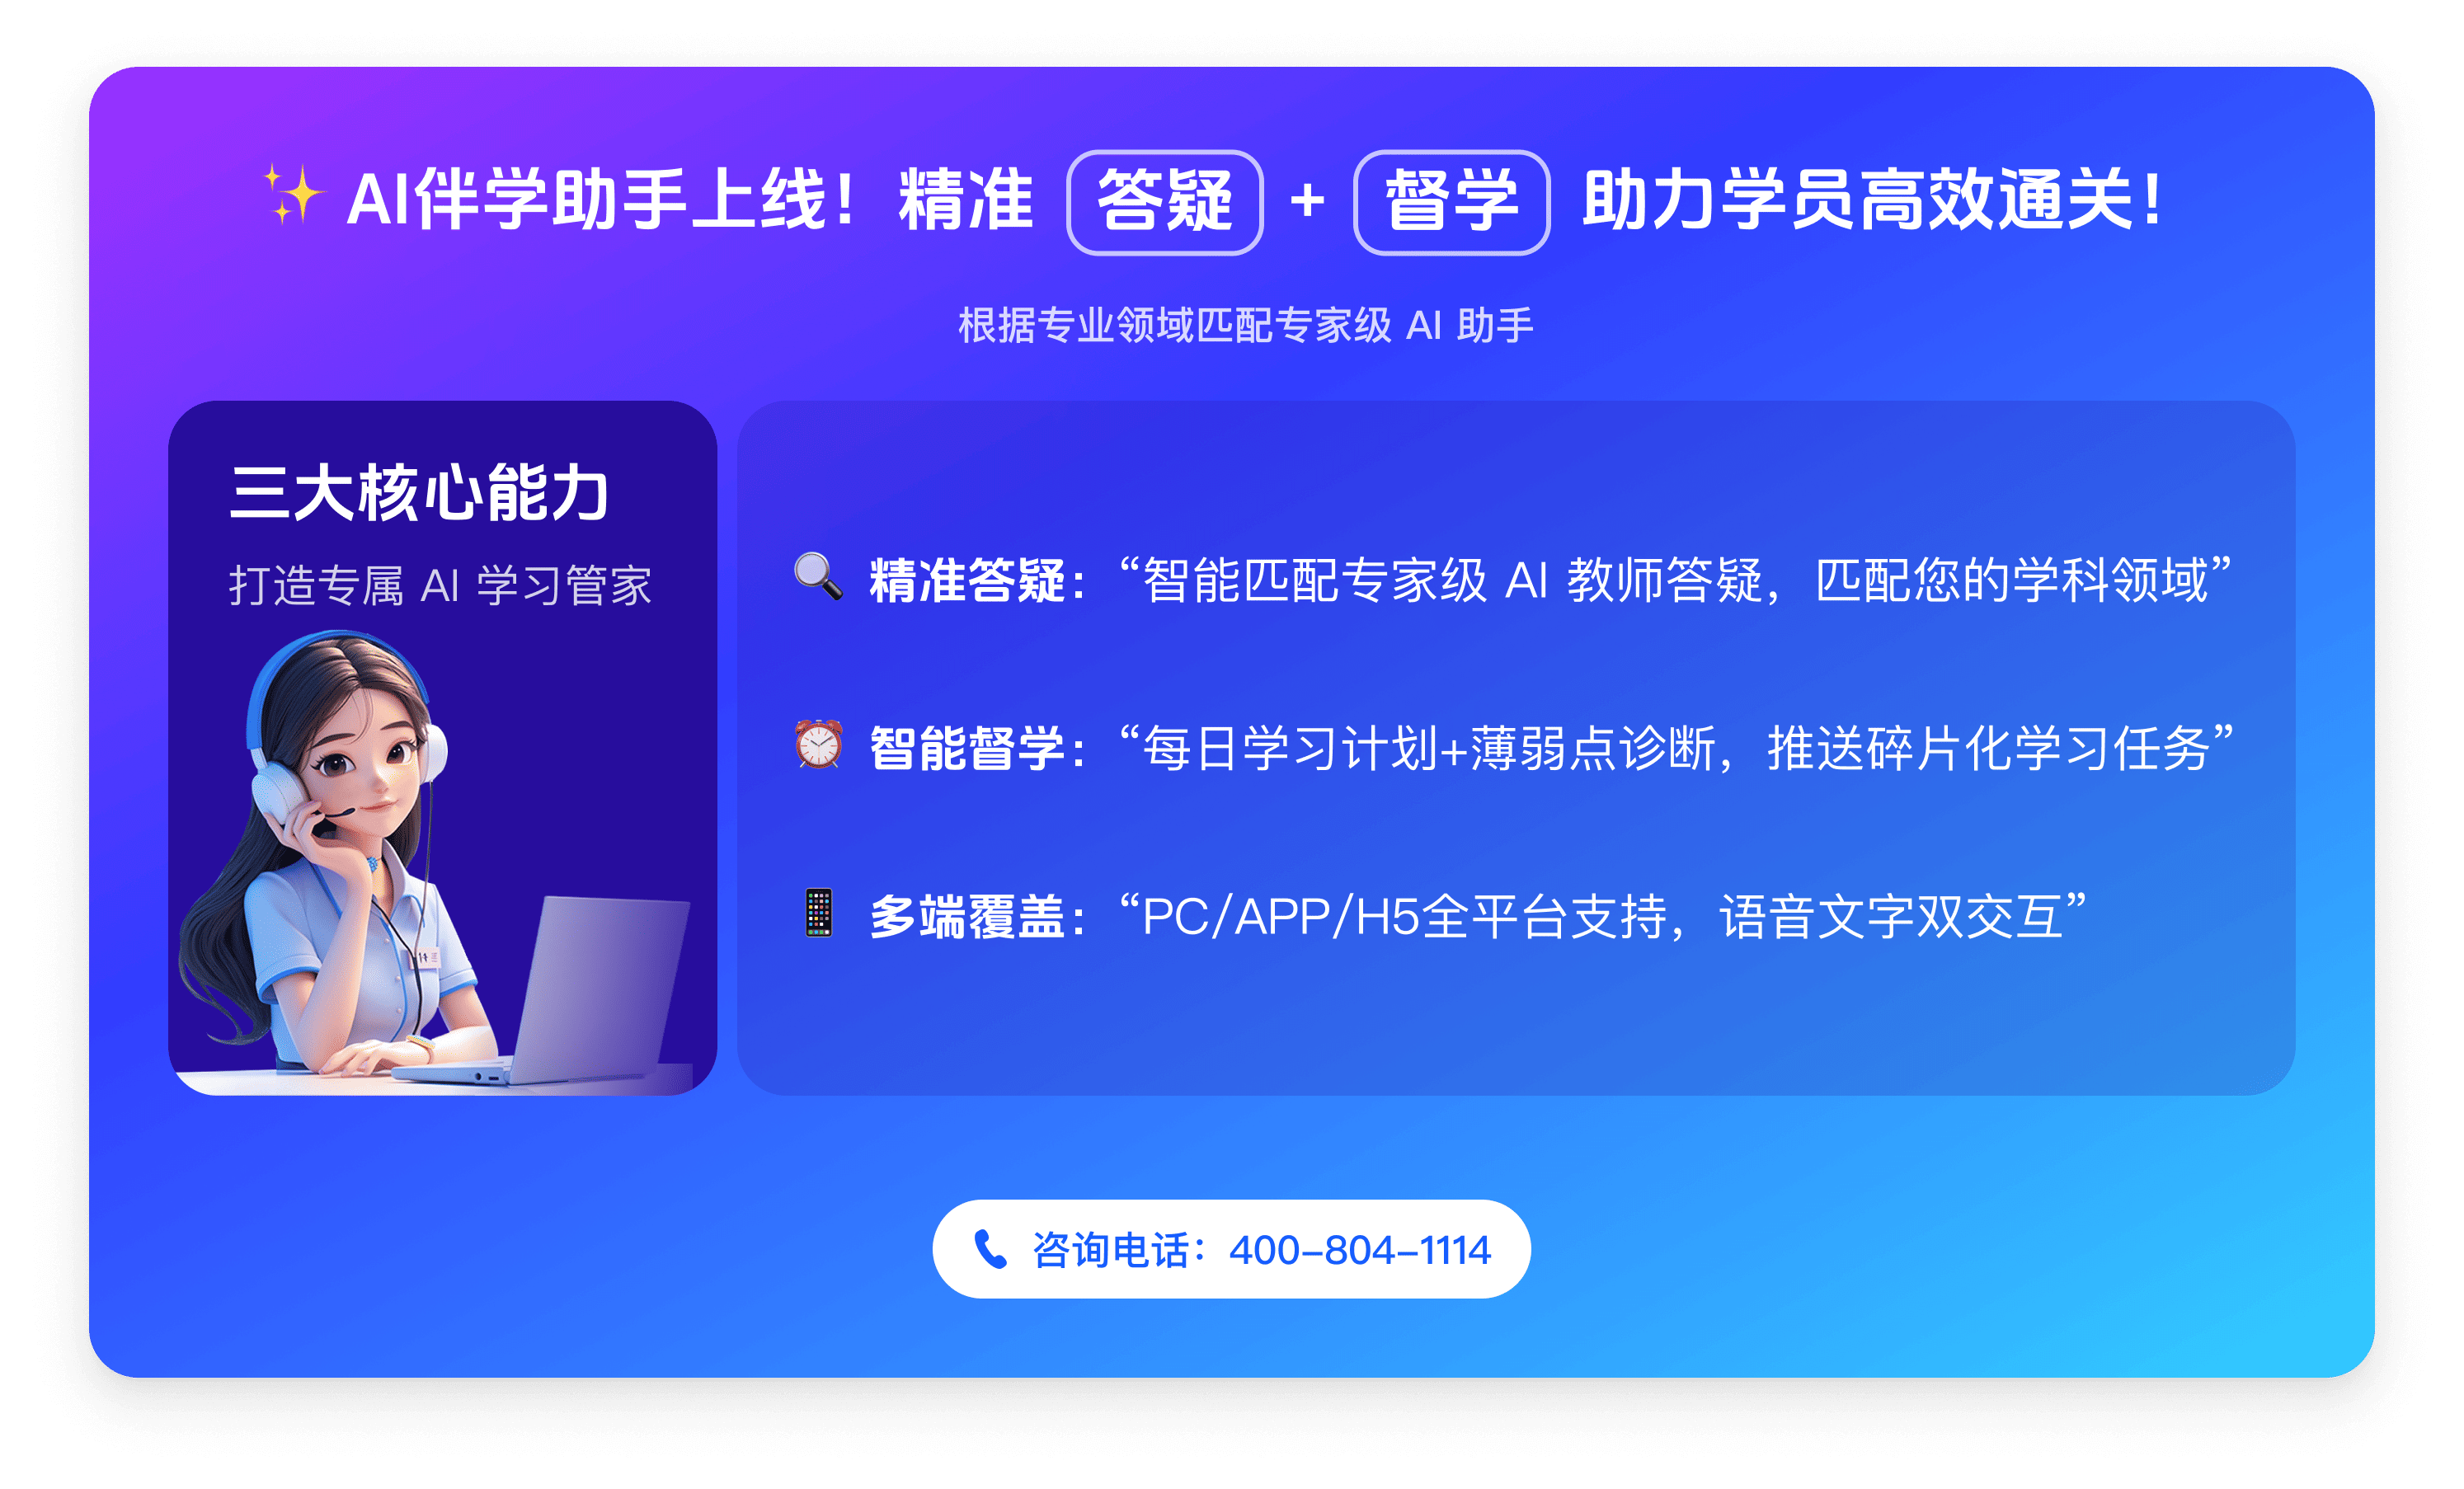 AI伴学助手上线！精准 答疑 + 督学 助力学员高效通关！
根据专业领域匹配专家级 AI 助手
三大核心能力
打造专属 AI 学习管家
精准答疑：“智能匹配专家级 AI 教师答疑，匹配您的学科领域”
智能督学：“每日学习计划+薄弱点诊断，推送碎片化学习任务”
多端覆盖：“PC/APP/H5全平台支持，语音文字双交互”
咨询电话：400-804-1114